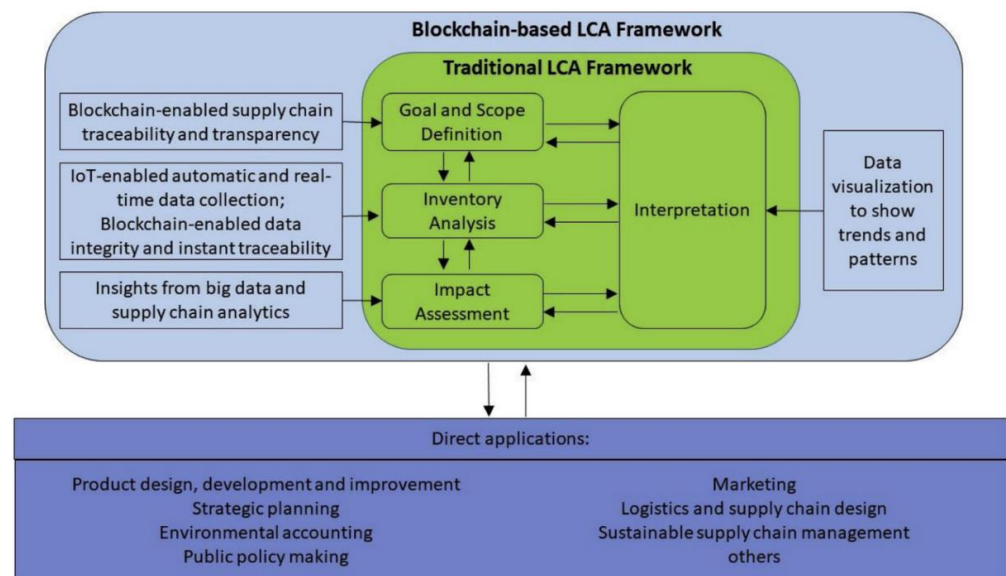 Blockchain-based LCA Framework
Traditional LCA Framework
Blockchain-enabled supply chain
traceability and transparency
Goal and Scope
Definition
IoT-enabled automatic and real-
time data collection;
Blockchain-enabled data
integrity and instant traceability
Inventory
Analysis
Insights from big data and
supply chain analytics
Impact
Assessment
Interpretation
Data
visualization
to show
trends and
patterns
Direct applications:
Product design, development and improvement
Strategic planning
Environmental accounting
Public policy making
Marketing
Logistics and supply chain design
Sustainable supply chain management
others